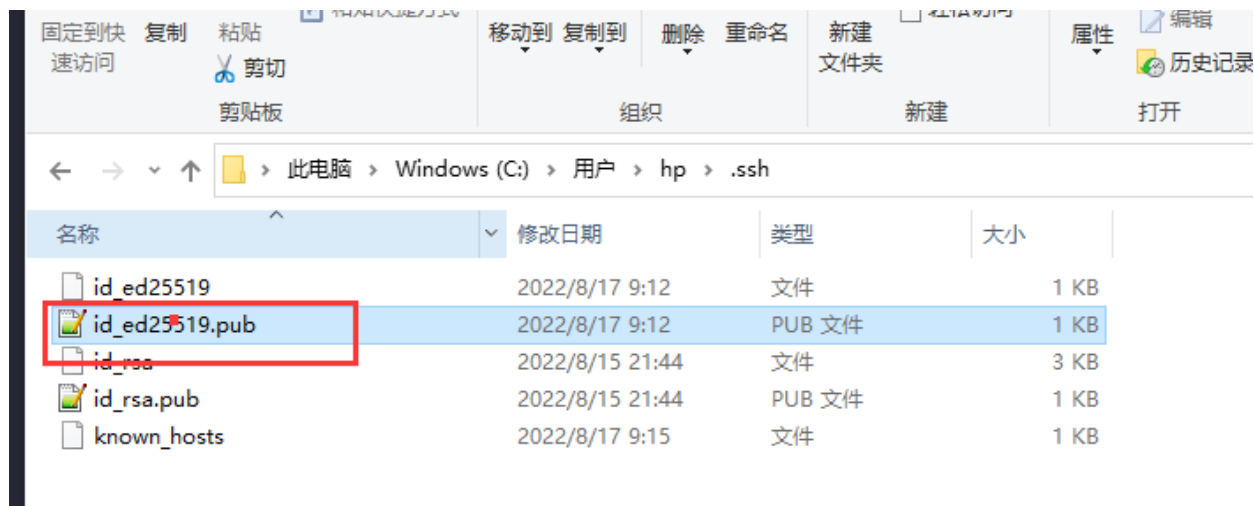 固定到快 复制 粘贴 移动到 复制到 删除 重命名 新建 属性 编辑
速访问 剪切 文件夹 历史记录
剪贴板 组织 新建 打开
此电脑 > Windows (C:) > 用户 > hp > .ssh
名称 修改日期 类型 大小
id_ed25519 2022/8/17 9:12 文件 1 KB
id_ed25519.pub 2022/8/17 9:12 PUB 文件 1 KB
id_rsa 2022/8/15 21:44 文件 3 KB
id_rsa.pub 2022/8/15 21:44 PUB 文件 1 KB
known_hosts 2022/8/17 9:15 文件 1 KB